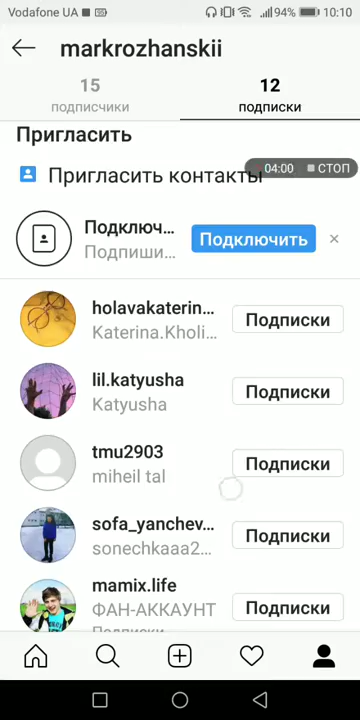 Vodafone UA 94% 10:10
markrozhanskii
15 12
подписчики подписки
Пригласить
Пригласить контакты
04:00 СТОП
Подключ...
Подпиши...
Подключить
holavakaterin...
Katerina.Kholi...
Подписки
lil.katyusha
Katyusha
Подписки
tmu2903
miheil tal
Подписки
sofa_yanchev...
sonechkaaa2...
Подписки
mamix.life
ФАН-АККАУНТ
Подписки
Подписки